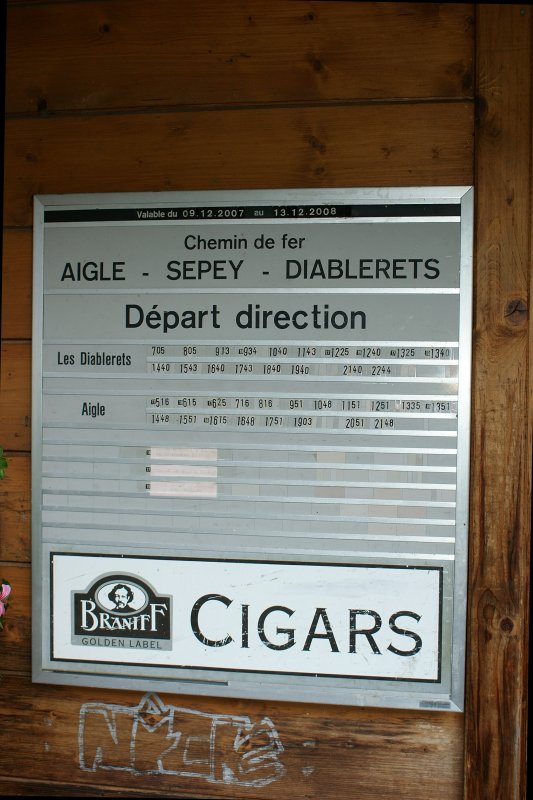 Valable du 09.12.2007 au 13.12.2008
Chemin de fer
AIGLE - SEPEY - DIABLERETS
Départ direction
Les Diablerets 705 805 913 934 1040 1143 1225 1240 1325 1340
1440 1543 1640 1743 1840 1940 2140 2244
Aigle 516 615 625 716 816 951 1048 1151 1251 1335 1351
1448 1551 1615 1648 1751 1903 2051 2148
BRANIFF
GOLDEN LABEL
CIGARS